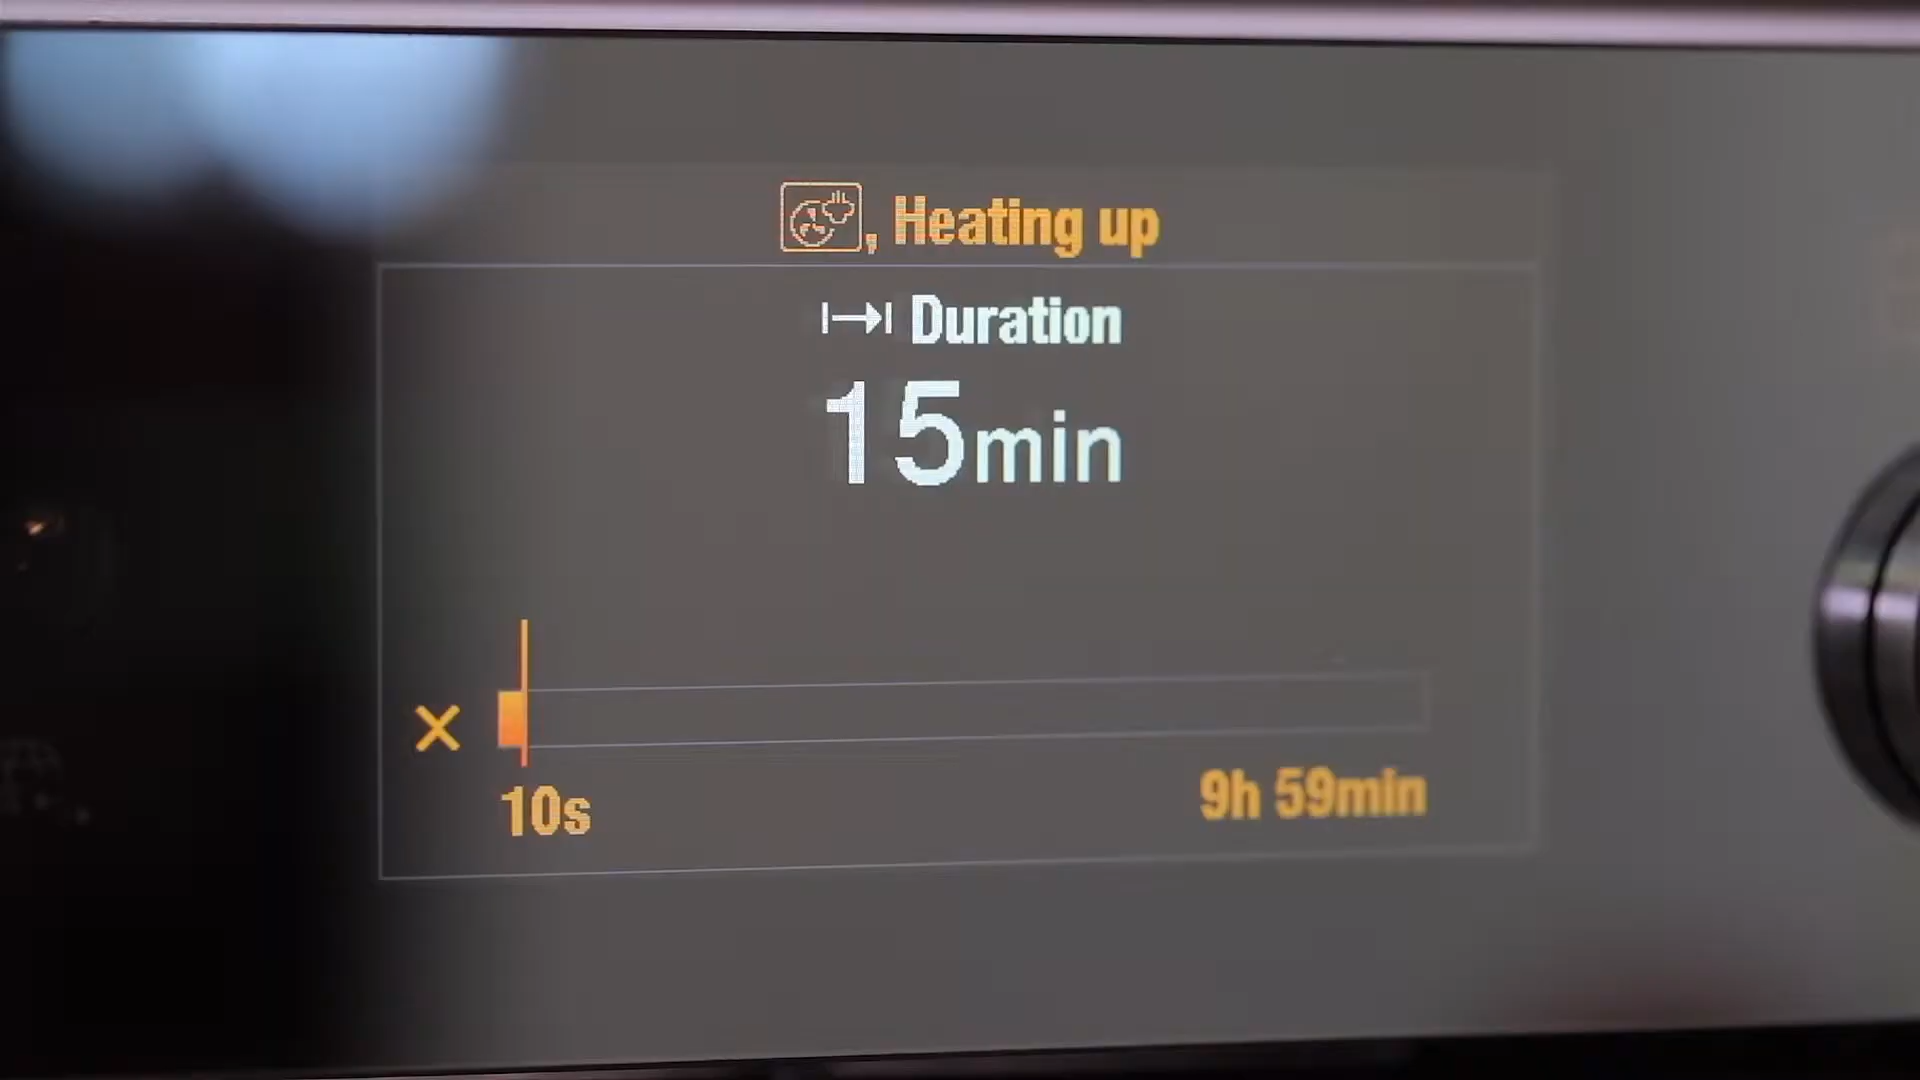 , Heating up
Duration
15min
10s
9h 59min